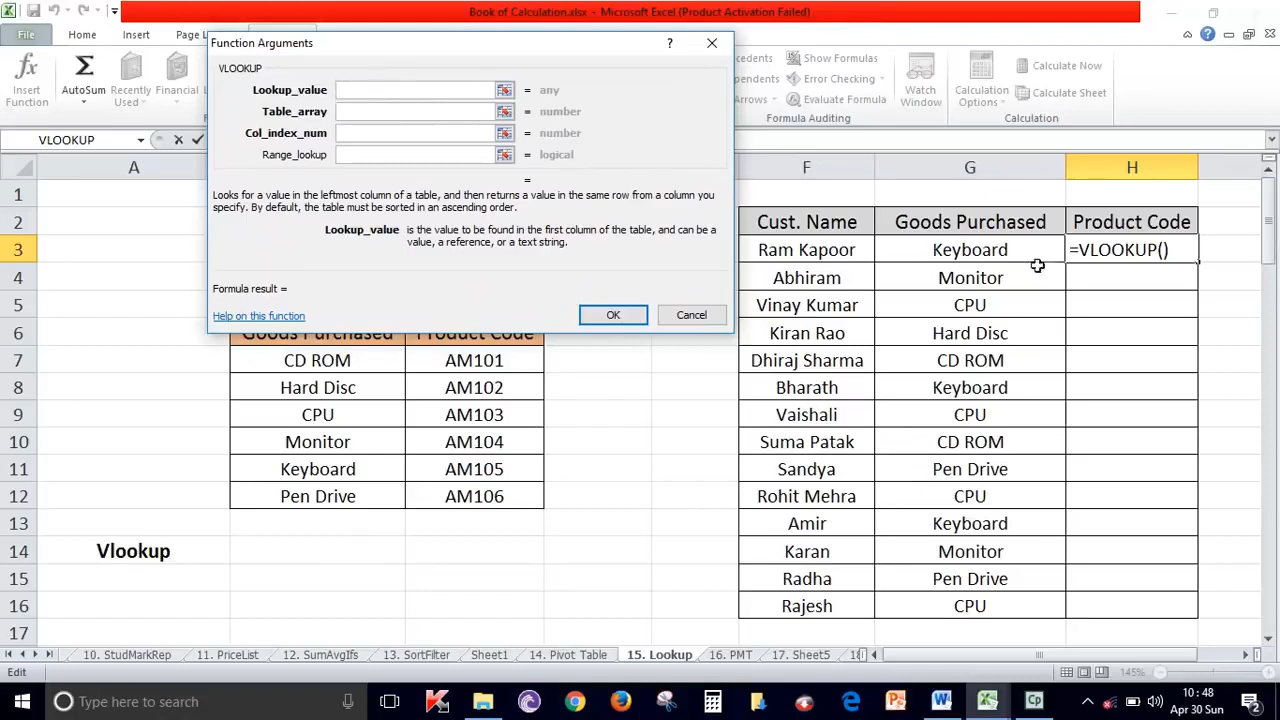 Book of Calculation.xlsx - Microsoft Excel (Product Activation Failed)
File Home Insert Page L
Function Arguments ?
fx Insert Function
Σ AutoSum
Recently Used
Financial
VLOOKUP
Lookup_value = any
Table_array = number
Col_index_num = number
Range_lookup = logical
=
Looks for a value in the leftmost column of a table, and then returns a value in the same row from a column you
specify. By default, the table must be sorted in ascending order.
Lookup_value is the value to be found in the first column of the table, and can be a
value, a reference, or a text string.
Formula result =
Help on this function OK Cancel
cedents Show Formulas
pendents Error Checking
Arrows Evaluate Formula
Formula Auditing
Watch Window
Calculation Options
Calculate Now
Calculate Sheet
Calculation
VLOOKUP
A F G H
1
2 Cust. Name Goods Purchased Product Code
3 Ram Kapoor Keyboard =VLOOKUP()
4 Abhiram Monitor
5 Vinay Kumar CPU
6 Goods Purchased Product Code Kiran Rao Hard Disc
7 CD ROM AM101 Dhiraj Sharma CD ROM
8 Hard Disc AM102 Bharath Keyboard
9 CPU AM103 Vaishali CPU
10 Monitor AM104 Suma Patak CD ROM
11 Keyboard AM105 Sandya Pen Drive
12 Pen Drive AM106 Rohit Mehra CPU
13 Amir Keyboard
14 Vlookup Karan Monitor
15 Radha Pen Drive
16 Rajesh CPU
17
10. StudMarkRep 11. PriceList 12. SumAvgIfs 13. SortFilter Sheet1 14. Pivot Table 15. Lookup 16. PMT 17. Sheet5 18
Edit 145%
Type here to search
10:48
Apr 30 Sun
2